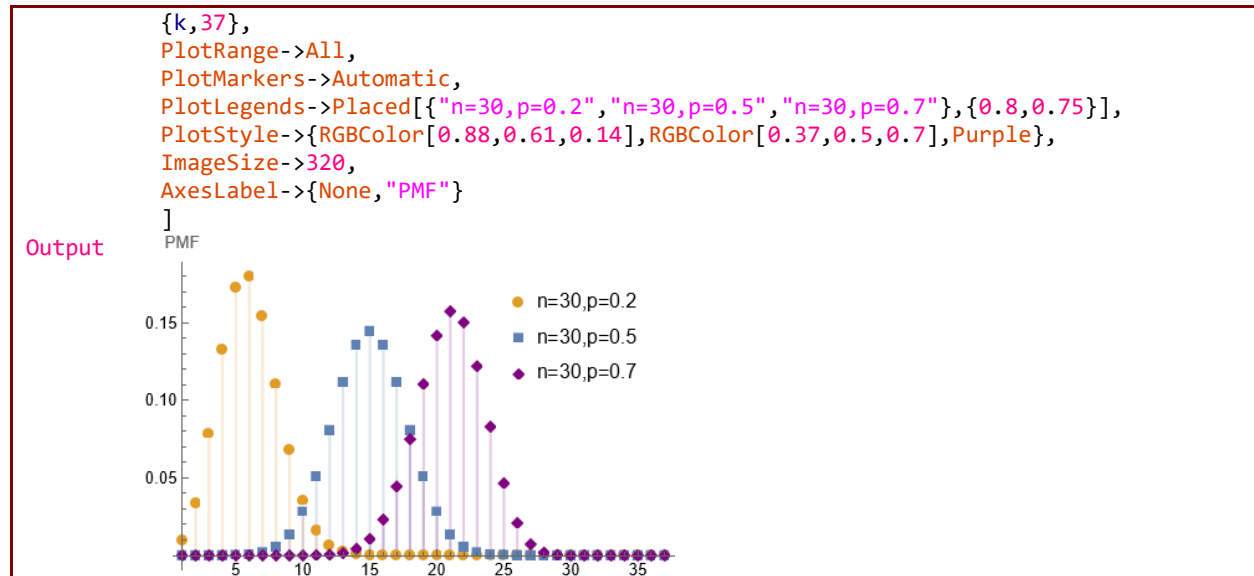 {k,37},
PlotRange->All,
PlotMarkers->Automatic,
PlotLegends->Placed[{"n=30,p=0.2","n=30,p=0.5","n=30,p=0.7"},{0.8,0.75}],
PlotStyle->{RGBColor[0.88,0.61,0.14],RGBColor[0.37,0.5,0.7],Purple},
ImageSize->320,
AxesLabel->{None,"PMF"}
]
Output
PMF
n=30,p=0.2
0.15
n=30,p=0.5
n=30,p=0.7
0.10
0.05
5 10 15 20 25 30 35